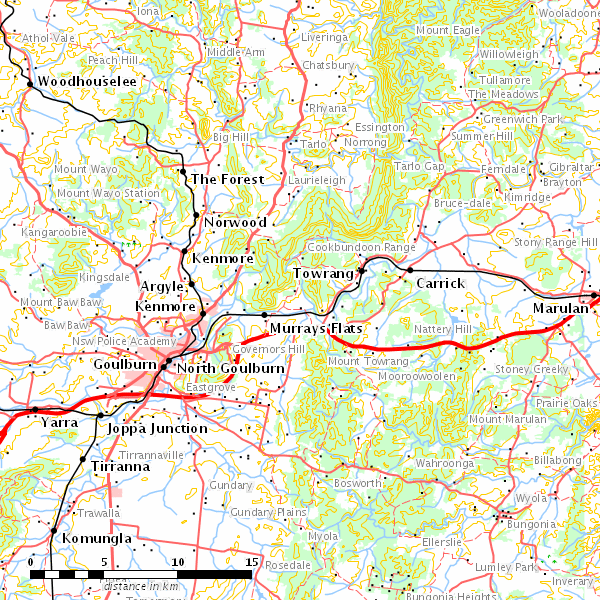 Iona
Liveringa
Mount Eagle
Wooladoone
Athol-Vale
Middle Arm
Peach Hill
Chatsbury
Willowleigh
Woodhouselee
Tullamore
The Meadows
Rhyana
Greenwich Park
Big Hill
Essington
Summer Hill
Tarlo
Norrong
Mount Wayo
Tarlo Gap
Ferndale
Gibraltar
The Forest
Laurieleigh
Brayton
Mount Wayo Station
Kimridge
Bruce-dale
Norwood
Kangaroobie
Stony Range Hill
Cookbundoon Range
Kenmore
Towrang
Kingsdale
Carrick
Argyle
Mount Baw Baw
Kenmore
Marulan
Baw Baw
Murrays Flats
Nattery Hill
Nsw Police Academy
Governors Hill
Goulburn
North Goulburn
Mount Towrang
Stoney Creeky
Mooroowoolen
Eastgrove
Prairie Oaks
Yarra
Joppa Junction
Mount Marulan
Tirrannaville
Tirranna
Wahroonga
Billabong
Gundary
Bosworth
Wyola
Trawalla
Gundary Plains
Bungonia
Komungla
Myola
Ellerslie
0
5
10
15
Rosedale
Lumley Park
distance in km
Inverary
Bungonia Heights